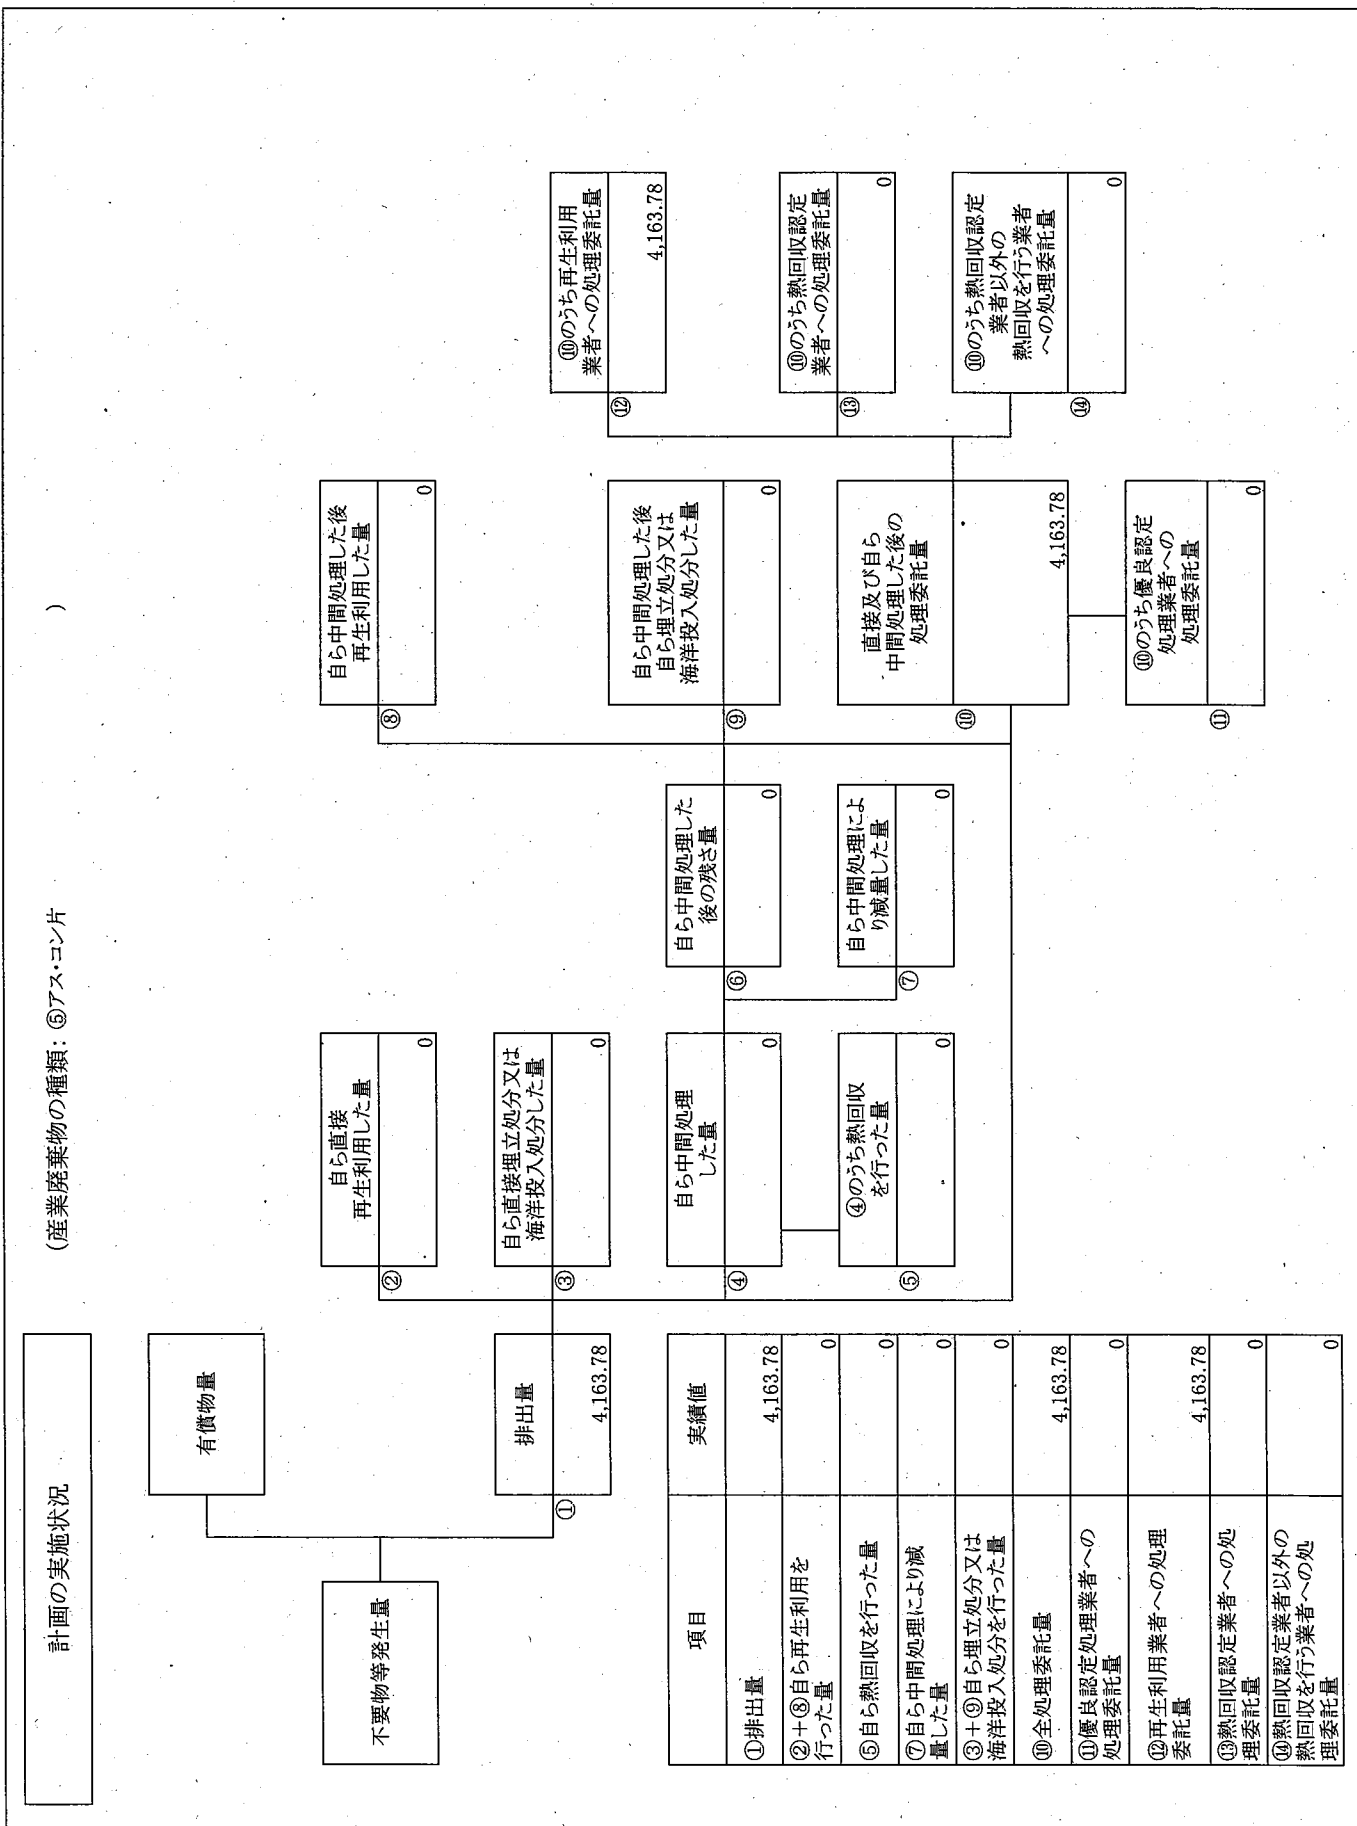 計画の実施状況
(産業廃棄物の種類: ⑤アス・コン片
)
不要物等発生量
有償物量
①
排出量
4,163.78
②
自ら直接
再生利用した量
0
③
自ら直接埋立処分又は
海洋投入処分した量
0
④
自ら中間処理
した量
0
⑤
④のうち熱回収
を行った量
0
⑥
自ら中間処理した
後の残さ量
0
⑦
自ら中間処理によ
り減量した量
0
⑧
自ら中間処理した後
再生利用した量
0
⑨
自ら中間処理した後
自ら埋立処分又は
海洋投入処分した量
0
⑩
直接及び自ら
中間処理した後の
処理委託量
4,163.78
⑪
⑩のうち優良認定
処理業者への
処理委託量
0
⑫
⑩のうち再生利用
業者への処理委託量
4,163.78
⑬
⑩のうち熱回収認定
業者への処理委託量
0
⑭
⑩のうち熱回収認定
業者以外の
熱回収を行う業者
への処理委託量
0
項目 実績値
①排出量 4,163.78
②+⑧自ら再生利用を
行った量 0
⑤自ら熱回収を行った量 0
⑦自ら中間処理により減
量した量 0
③+⑨自ら埋立処分又は
海洋投入処分を行った量 0
⑩全処理委託量 4,163.78
⑪優良認定処理業者への
処理委託量 0
⑫再生利用業者への処理
委託量 4,163.78
⑬熱回収認定業者への処
理委託量 0
⑭熱回収認定業者以外の
熱回収を行う業者への処
理委託量 0